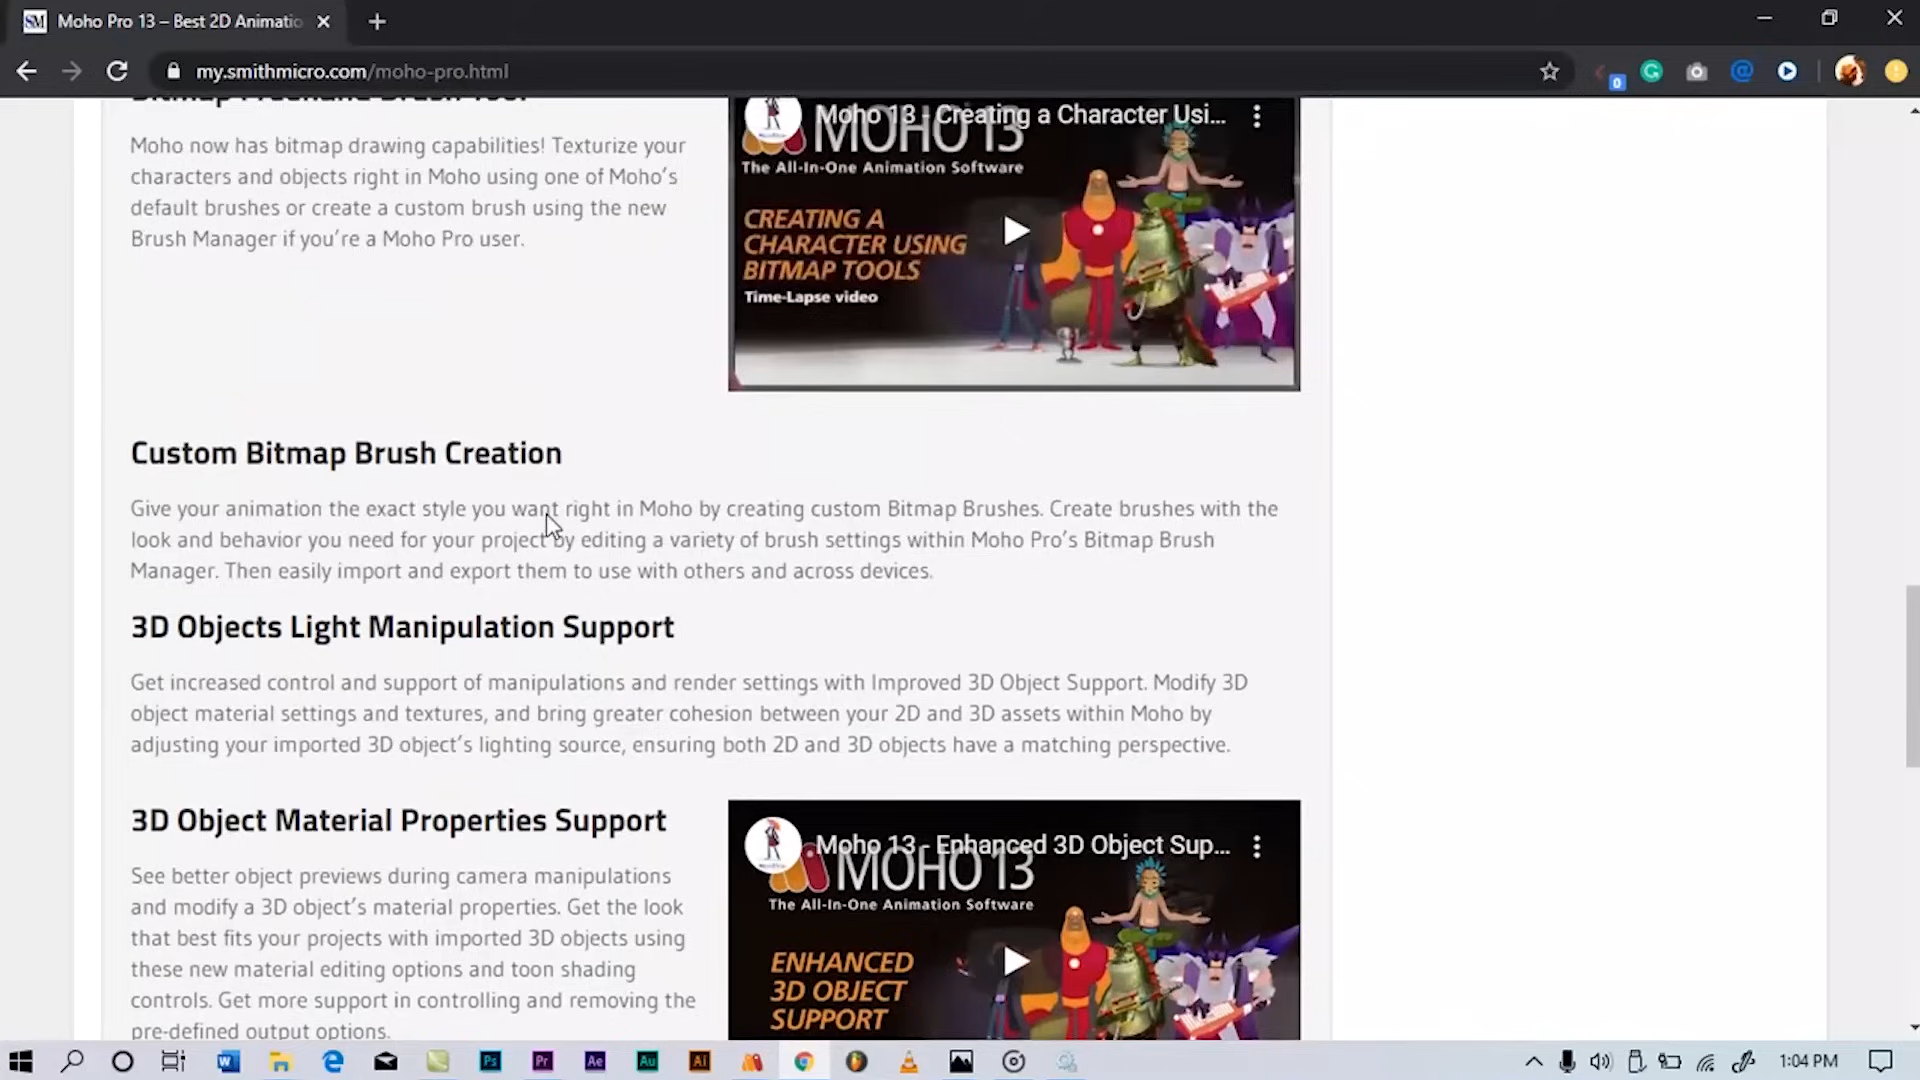 SM Moho Pro 13 – Best 2D Animatio
my.smithmicro.com/moho-pro.html
0
Bitmap Freehand Brush Tool
Moho now has bitmap drawing capabilities! Texturize your
characters and objects right in Moho using one of Moho's
default brushes or create a custom brush using the new
Brush Manager if you're a Moho Pro user.
Moho 13 - Creating a Character Usi...
MOHO 13
The All-In-One Animation Software
CREATING A
CHARACTER USING
BITMAP TOOLS
Time-Lapse video
Custom Bitmap Brush Creation
Give your animation the exact style you want right in Moho by creating custom Bitmap Brushes. Create brushes with the
look and behavior you need for your project by editing a variety of brush settings within Moho Pro's Bitmap Brush
Manager. Then easily import and export them to use with others and across devices.
3D Objects Light Manipulation Support
Get increased control and support of manipulations and render settings with Improved 3D Object Support. Modify 3D
object material settings and textures, and bring greater cohesion between your 2D and 3D assets within Moho by
adjusting your imported 3D object's lighting source, ensuring both 2D and 3D objects have a matching perspective.
3D Object Material Properties Support
See better object previews during camera manipulations
and modify a 3D object's material properties. Get the look
that best fits your projects with imported 3D objects using
these new material editing options and toon shading
controls. Get more support in controlling and removing the
pre-defined output options.
Moho 13 - Enhanced 3D Object Sup...
MOHO 13
The All-In-One Animation Software
ENHANCED
3D OBJECT
SUPPORT
W Ps Pr Ae Au Ai
1:04 PM